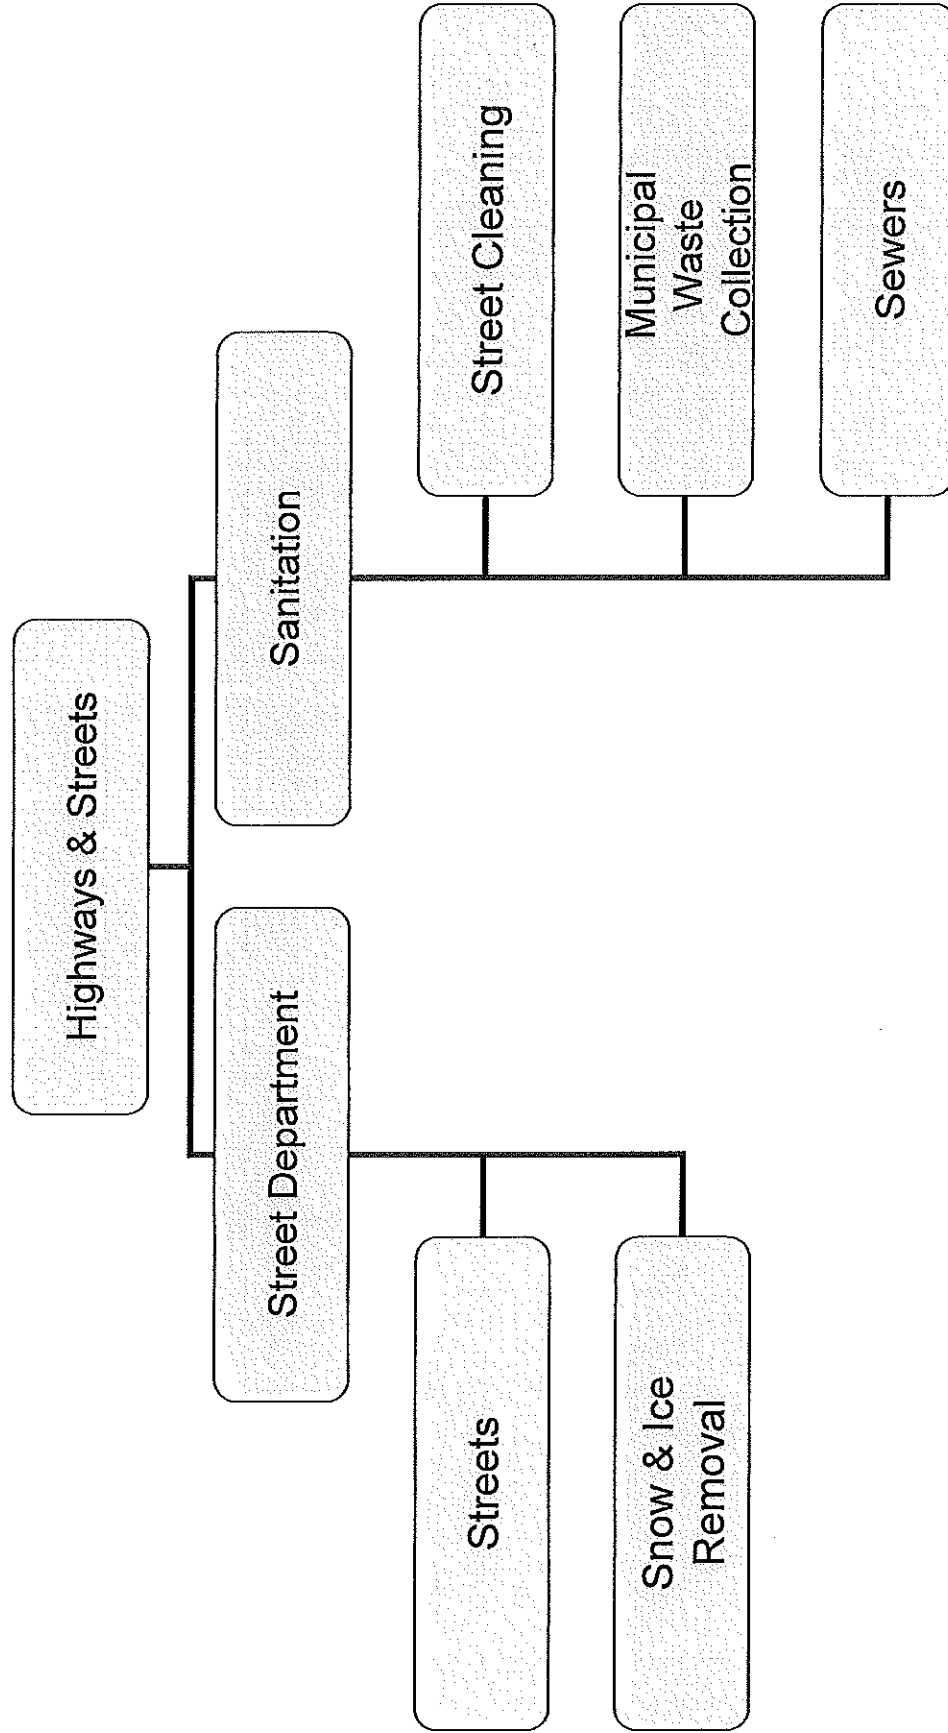 Highways & Streets
Street Department
Sanitation
Streets
Snow & Ice
Removal
Street Cleaning
Municipal
Waste
Collection
Sewers